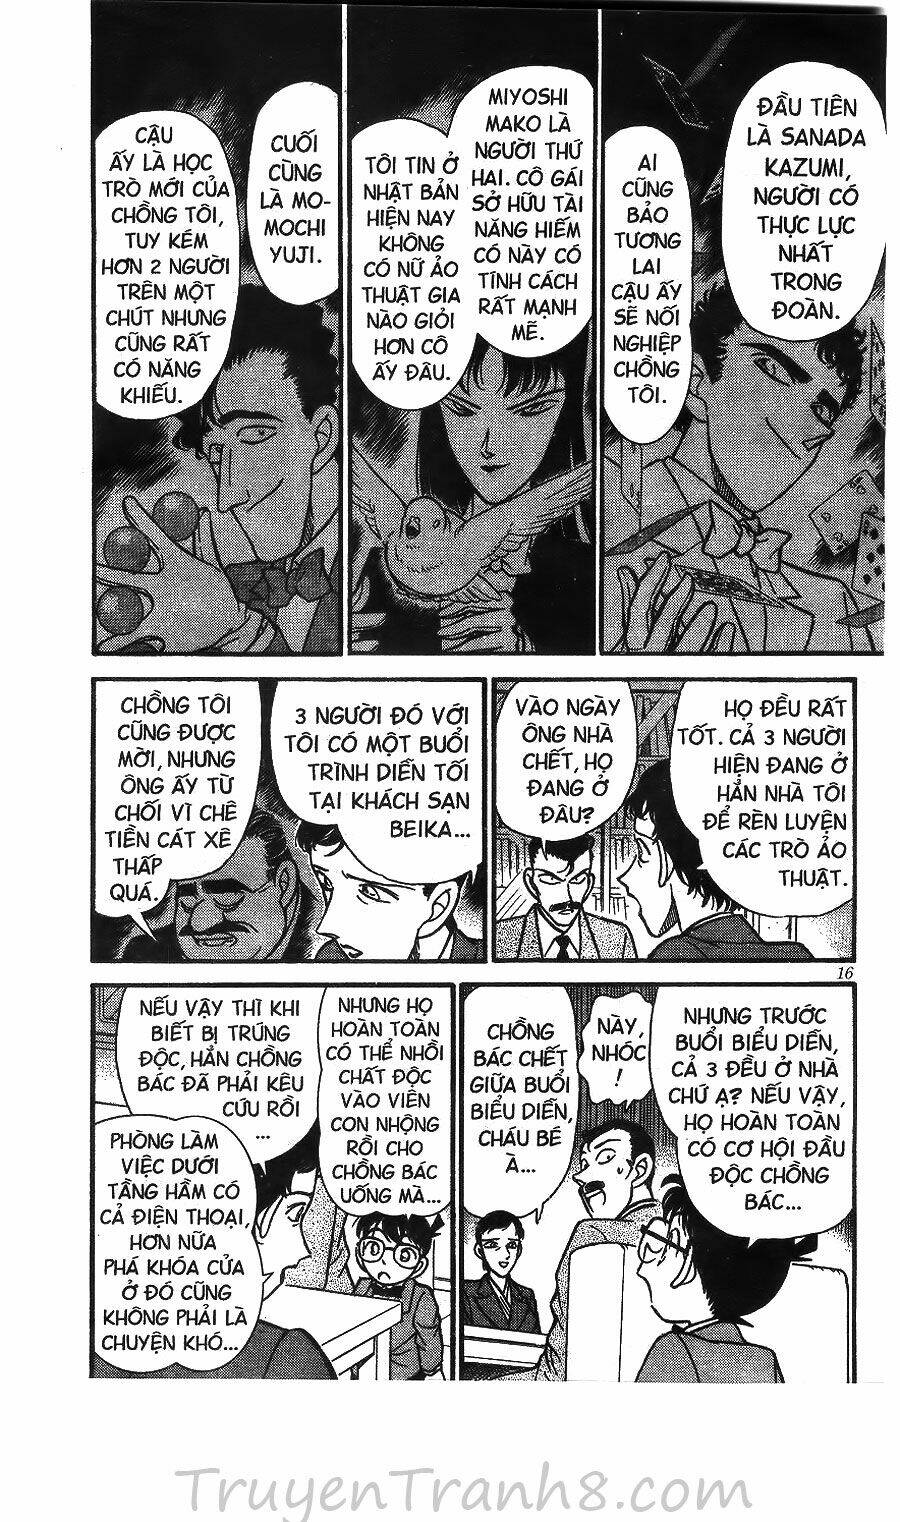 ĐẦU TIÊN
LÀ SANADA
KAZUMI,
NGƯỜI CÓ
THỰC LỰC
NHẤT
TRONG
ĐOÀN.
AI
CŨNG
BẢO
TƯƠNG
LAI
CẬU ẤY
SẼ NỐI
NGHIỆP
CHỒNG
TÔI.
MIYOSHI
MAKO LÀ
NGƯỜI THỨ
HAI. CÔ GÁI
SỞ HỮU TÀI
NĂNG HIẾM
CÓ NÀY CÓ
TÍNH CÁCH
RẤT MẠNH
MẼ.
TÔI TIN Ở
NHẬT BẢN
HIỆN NAY
KHÔNG
CÓ NỮ ẢO
THUẬT GIA
NÀO GIỎI
HƠN CÔ
ẤY ĐÂU.
CUỐI
CÙNG
LÀ MO-
MOCHI
YUJI.
CẬU
ẤY LÀ HỌC
TRÒ MỚI CỦA
CHỒNG TÔI,
TUY KÉM
HƠN 2 NGƯỜI
TRÊN MỘT
CHÚT NHƯNG
CŨNG RẤT
CÓ NĂNG
KHIẾU.
HỌ ĐỀU RẤT
TỐT. CẢ 3 NGƯỜI
HIỆN ĐANG Ở
HẲN NHÀ TÔI
ĐỂ RÈN LUYỆN
CÁC TRÒ ẢO
THUẬT.
VÀO NGÀY
ÔNG NHÀ
CHẾT, HỌ
ĐANG Ở
ĐÂU?
3 NGƯỜI ĐÓ VỚI
TÔI CÓ MỘT BUỔI
TRÌNH DIỄN TỐI
TẠI KHÁCH SẠN
BEIKA...
CHỒNG TÔI
CŨNG ĐƯỢC
MỜI, NHƯNG
ÔNG ẤY TỪ
CHỐI VÌ CHÊ
TIỀN CÁT XÊ
THẤP
QUÁ.
16
NHƯNG TRƯỚC
BUỔI BIỂU DIỄN,
CẢ 3 ĐỀU Ở NHÀ
CHỨ Ạ? NẾU VẬY,
HỌ HOÀN TOÀN
CÓ CƠ HỘI ĐẦU
ĐỘC CHỒNG
BÁC...
NÀY,
NHÓC
!
CHỒNG
BÁC CHẾT
GIỮA BUỔI
BIỂU DIỄN,
CHÁU BÉ
À...
NHƯNG HỌ
HOÀN TOÀN
CÓ THỂ NHỒI
CHẤT ĐỘC
VÀO VIÊN
CON NHỘNG
RỒI CHO
CHỒNG BÁC
UỐNG MÀ...
NẾU VẬY THÌ KHI
BIẾT BỊ TRÚNG
ĐỘC, HẲN CHỒNG
BÁC ĐÃ PHẢI KÊU
CỨU RỒI
...
PHÒNG LÀM
VIỆC DƯỚI
TẦNG HẦM CÓ
CẢ ĐIỆN THOẠI,
HƠN NỮA
PHÁ KHÓA CỬA
Ở ĐÓ CŨNG
KHÔNG PHẢI LÀ
CHUYỆN KHÓ...
TruyenTranh8.com